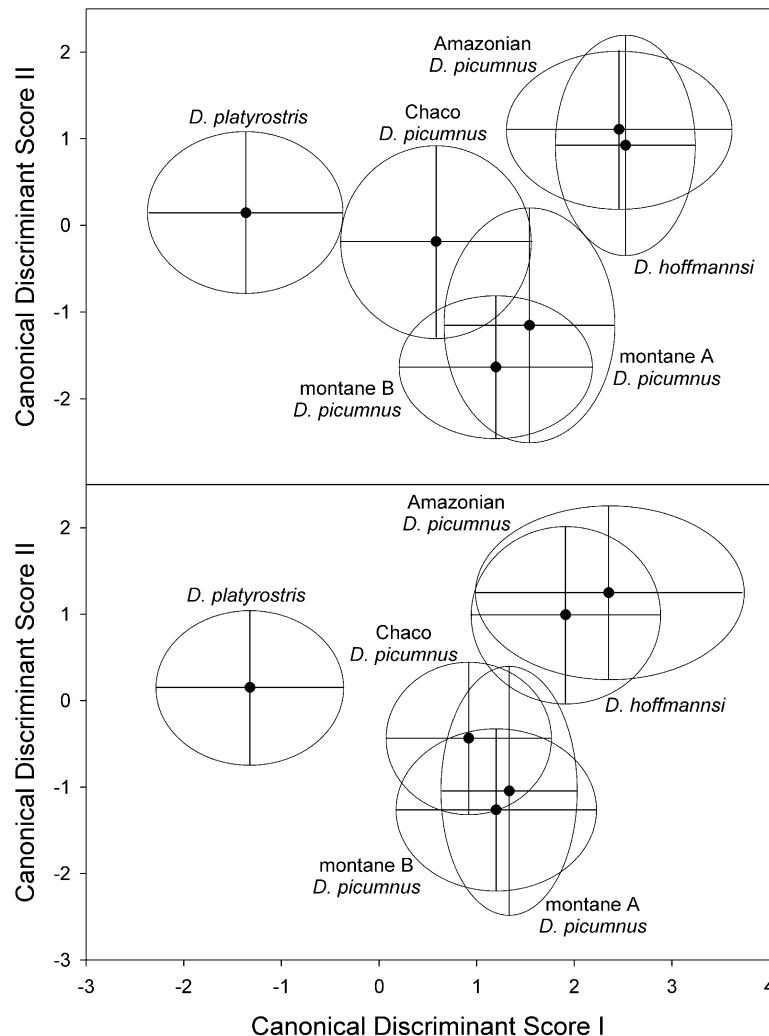 Canonical Discriminant Score II
2
1
0
-1
-2
Amazonian
D. picumnus
D. platyrostris
Chaco
D. picumnus
D. hoffmannsi
montane A
D. picumnus
montane B
D. picumnus
Canonical Discriminant Score II
2
1
0
-1
-2
-3
Amazonian
D. picumnus
D. platyrostris
Chaco
D. picumnus
D. hoffmannsi
montane B
D. picumnus
montane A
D. picumnus
-3 -2 -1 0 1 2 3 4
Canonical Discriminant Score I